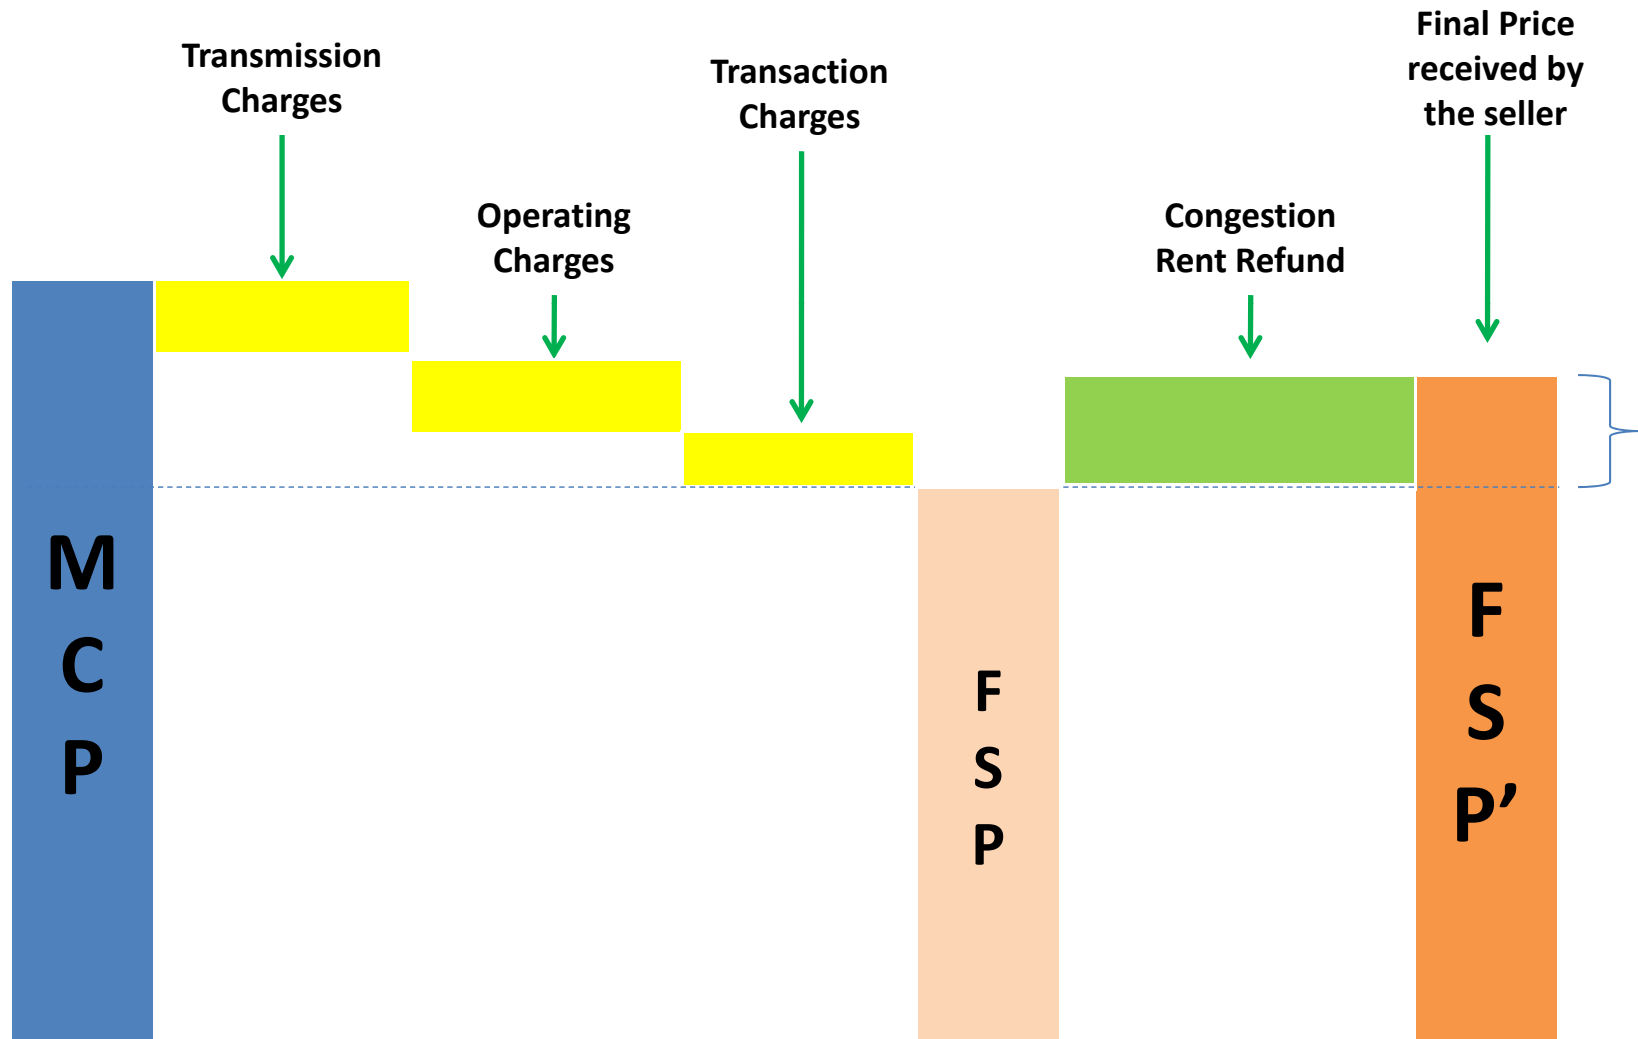 Transmission
Charges
Operating
Charges
Transaction
Charges
Congestion
Rent Refund
Final Price
received by
the seller
M
C
P
F
S
P
F
S
P’